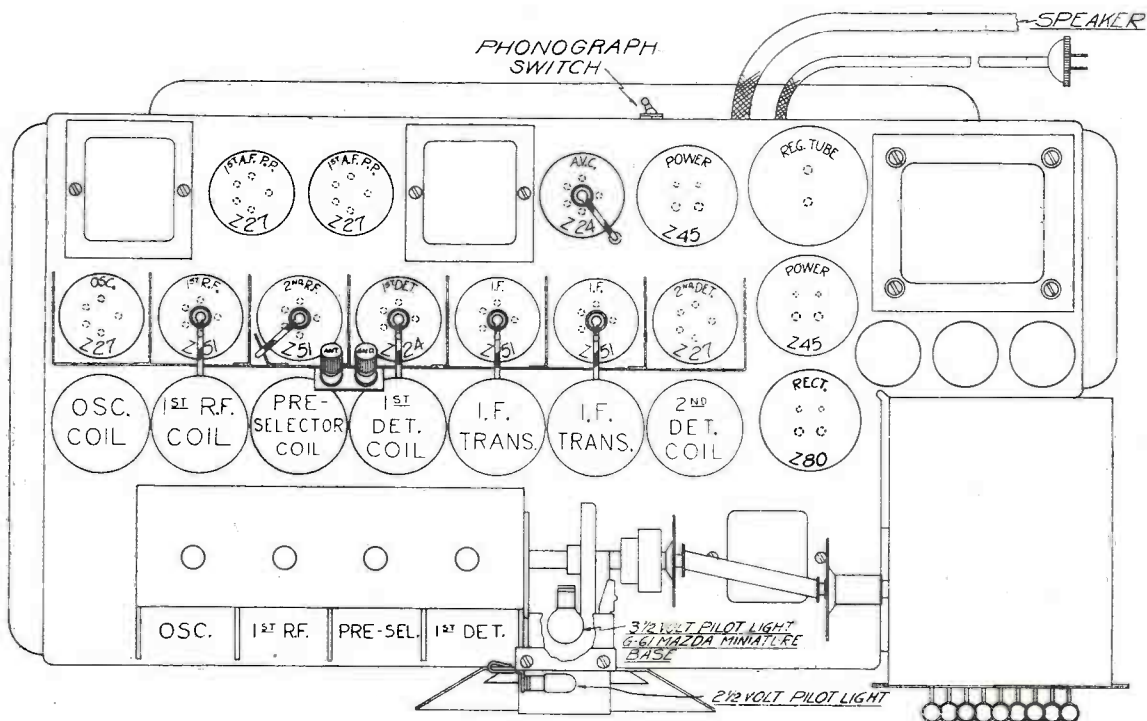 SPEAKER
PHONOGRAPH
SWITCH
1ST A.F. P.P.
Z27
1ST A.F. P.P.
Z27
A.V.C.
Z24
POWER
Z45
REG. TUBE
OSC.
Z27
1ST R.F.
Z51
2ND R.F.
Z51
1ST DET.
Z24
I.F.
Z51
I.F.
Z51
2ND DET.
Z27
POWER
Z45
ANT
GND
OSC.
COIL
1ST R.F.
COIL
PRE-
SELECTOR
COIL
1ST
DET.
COIL
I.F.
TRANS.
I.F.
TRANS.
2ND
DET.
COIL
RECT.
Z80
OSC.
1ST R.F.
PRE-SEL.
1ST DET.
3½ VOLT PILOT LIGHT
G-61 MAZDA MINIATURE
BASE
2½ VOLT PILOT LIGHT